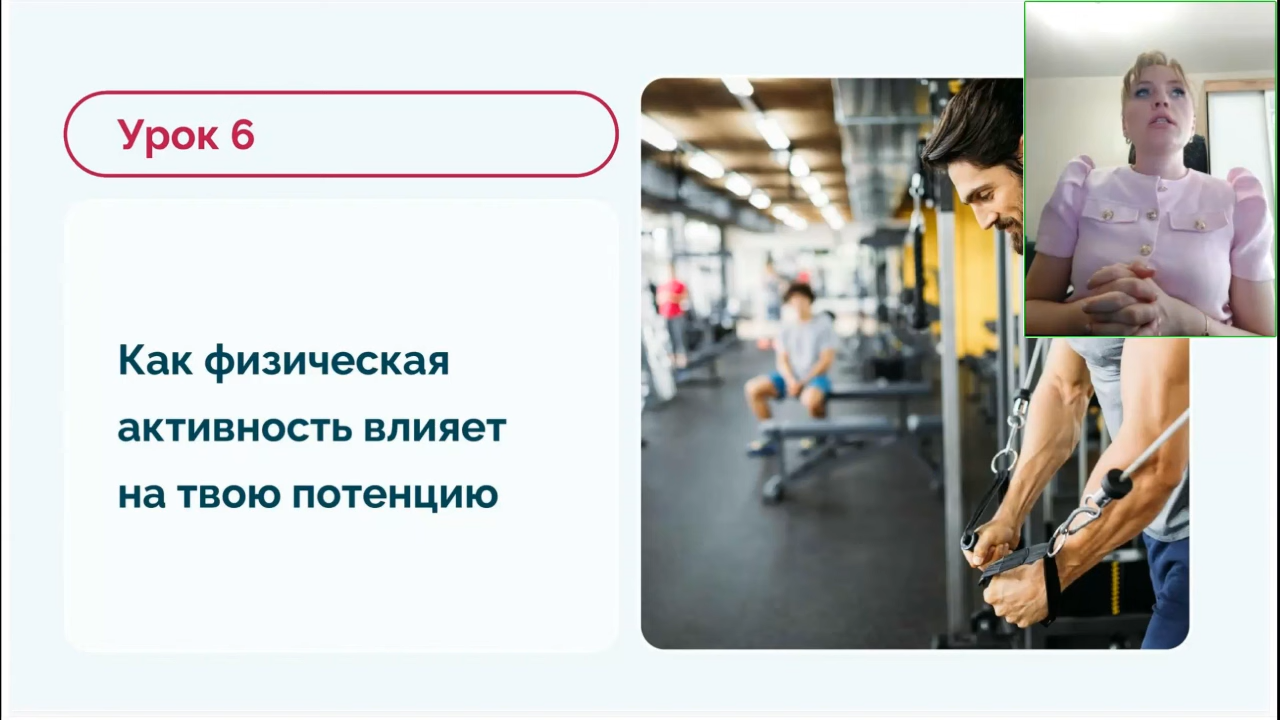 Урок 6
Как физическая
активность влияет
на твою потенцию